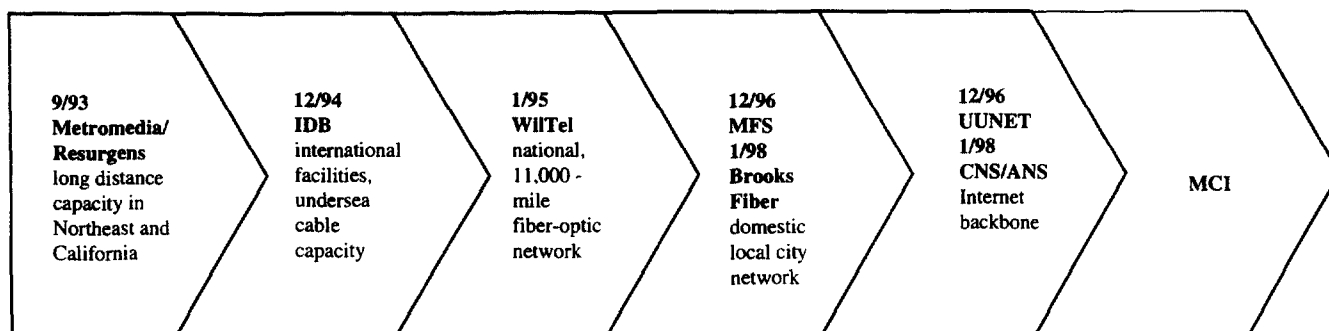 9/93
Metromedia/
Resurgens
long distance
capacity in
Northeast and
California
12/94
IDB
international
facilities,
undersea
cable
capacity
1/95
WilTel
national,
11,000 -
mile
fiber-optic
network
12/96
MFS
1/98
Brooks
Fiber
domestic
local city
network
12/96
UUNET
1/98
CNS/ANS
Internet
backbone
MCI